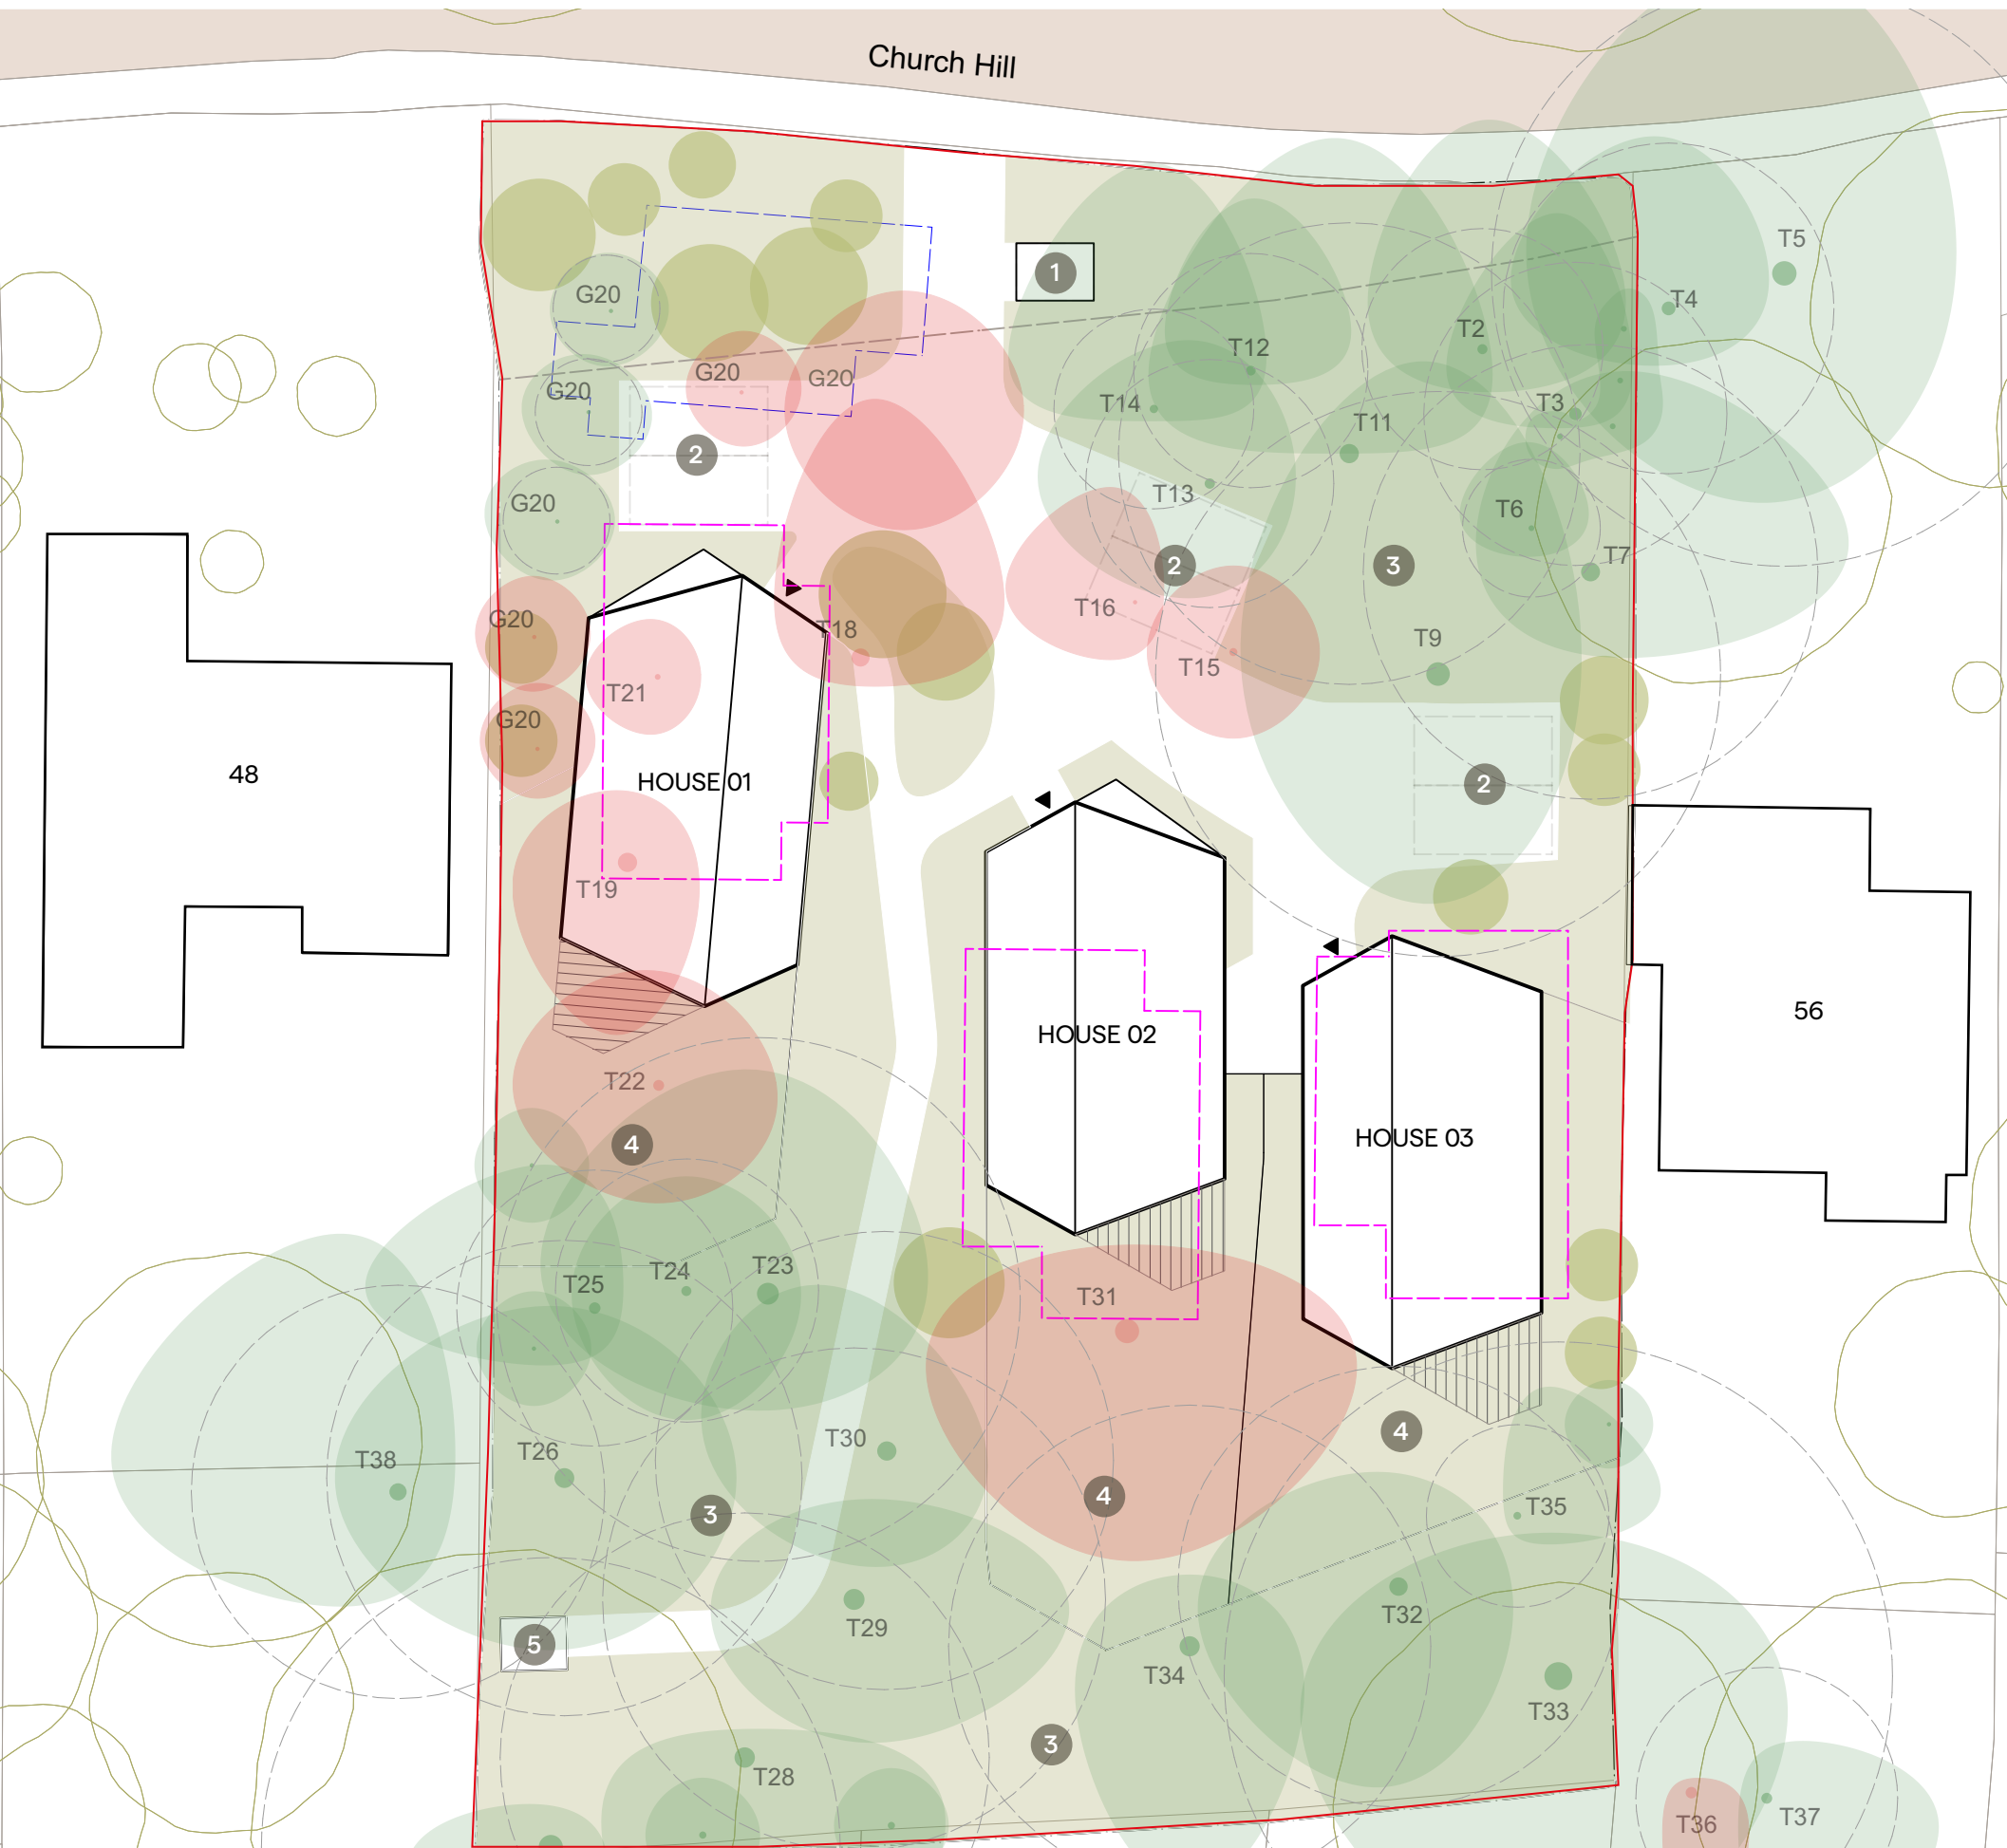 Church Hill
T5
1
G20
T4
T2
T12
G20
G20
G20
T14
T3
T11
2
T13
G20
T6
2
3
T7
T16
G20
T18
T9
T15
T21
G20
48
HOUSE 01
2
T19
56
HOUSE 02
T22
HOUSE 03
4
T23
T24
T25
T31
4
T30
T26
T38
4
T35
3
T32
T29
5
T34
T33
3
T28
T37
T36